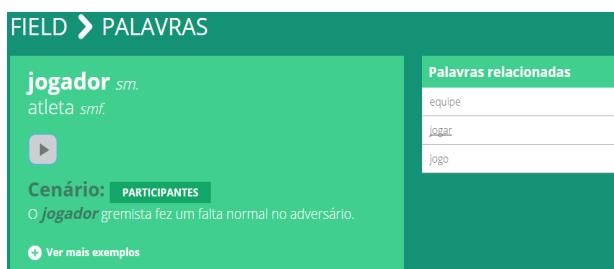 FIELD > PALAVRAS
jogador sm.
atleta smf.
Cenário: PARTICIPANTES
O jogador gremista fez um falta normal no adversário.
Ver mais exemplos
Palavras relacionadas
equipe
jogar
jogo